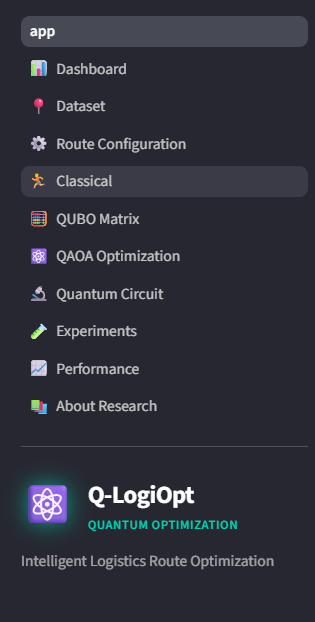 app
Dashboard
Dataset
Route Configuration
Classical
QUBO Matrix
QAOA Optimization
Quantum Circuit
Experiments
Performance
About Research
Q-LogiOpt
QUANTUM OPTIMIZATION
Intelligent Logistics Route Optimization